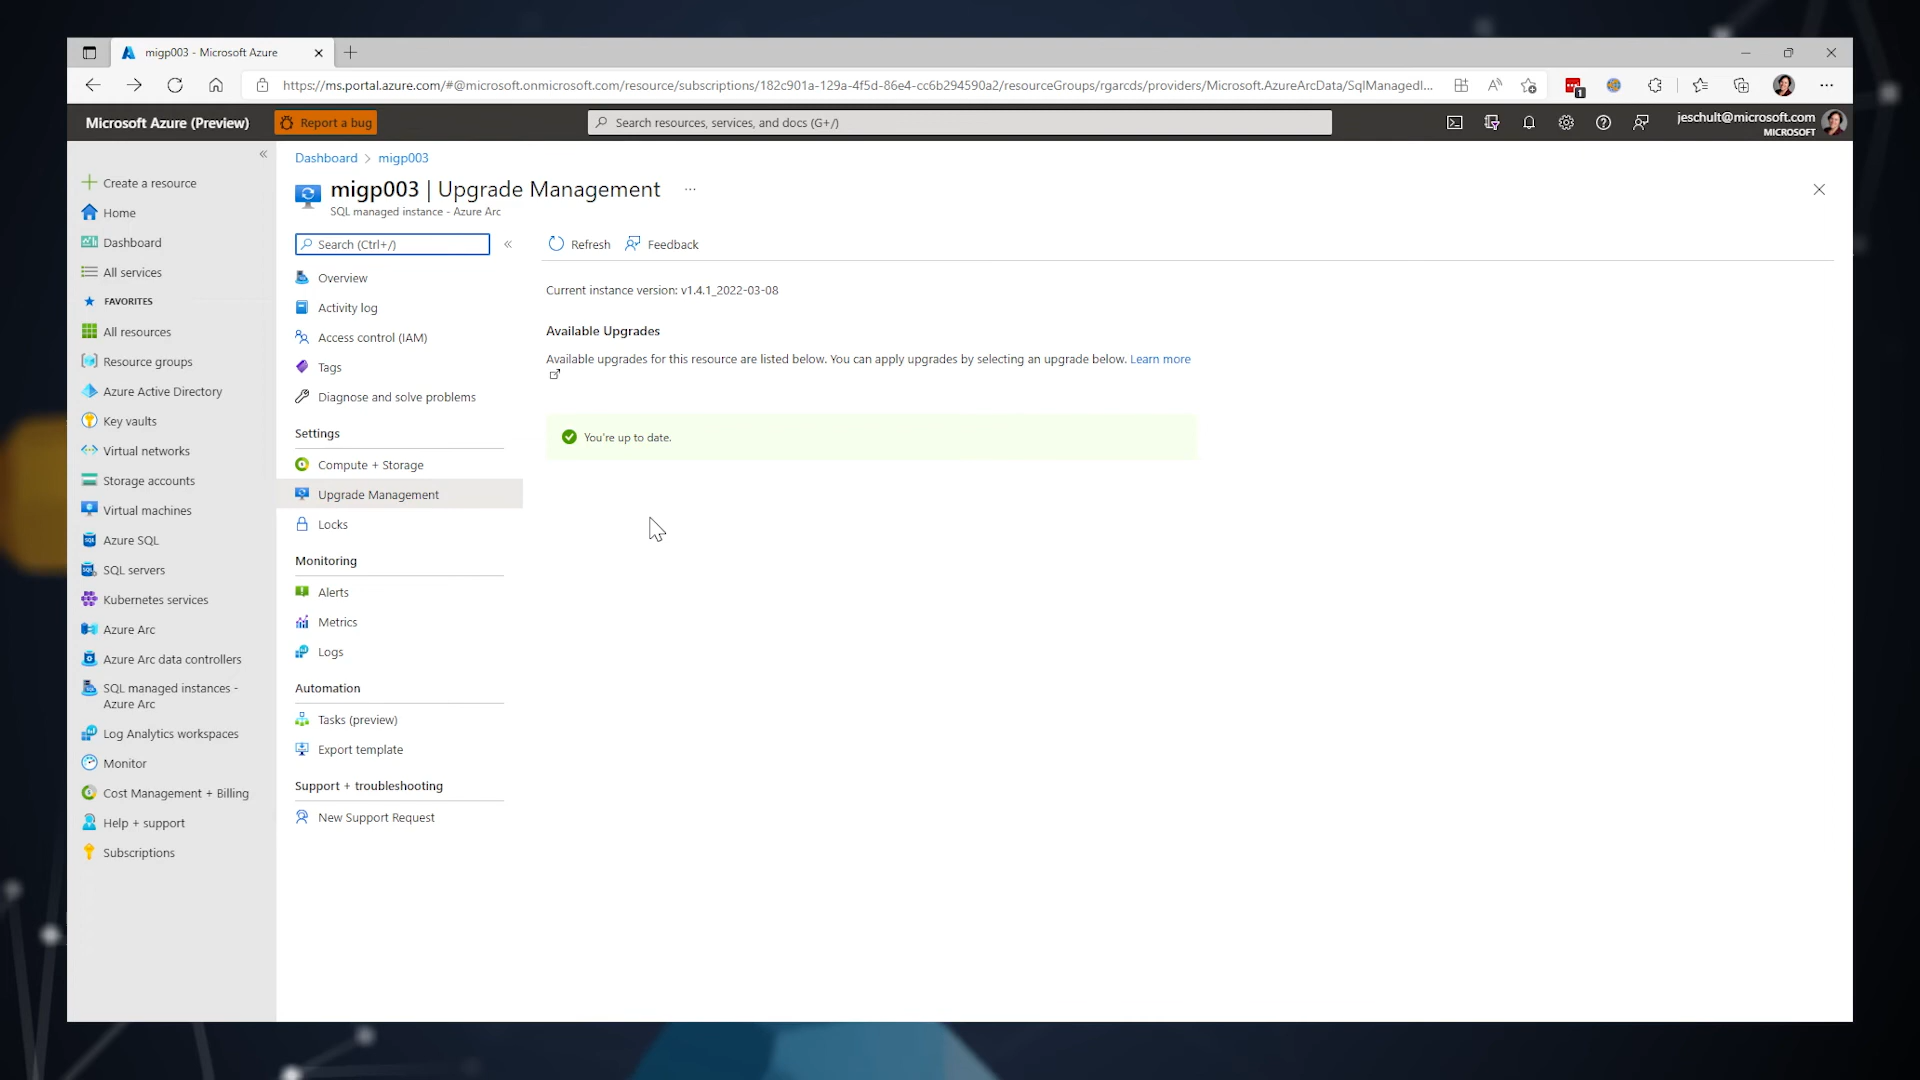 migp003 - Microsoft Azure
https://ms.portal.azure.com/#@microsoft.onmicrosoft.com/resource/subscriptions/182c901a-129a-4f5d-86e4-cc6b294590a2/resourceGroups/rgarcds/providers/Microsoft.AzureArcData/SqlManagedI...
1
Microsoft Azure (Preview)
Report a bug
Search resources, services, and docs (G+/)
jeschult@microsoft.com
MICROSOFT
Create a resource
Home
Dashboard
All services
FAVORITES
All resources
Resource groups
Azure Active Directory
Key vaults
Virtual networks
Storage accounts
Virtual machines
Azure SQL
SQL servers
Kubernetes services
Azure Arc
Azure Arc data controllers
SQL managed instances -
Azure Arc
Log Analytics workspaces
Monitor
Cost Management + Billing
Help + support
Subscriptions
Dashboard > migp003
migp003 | Upgrade Management ...
SQL managed instance - Azure Arc
Search (Ctrl+/)
Overview
Activity log
Access control (IAM)
Tags
Diagnose and solve problems
Settings
Compute + Storage
Upgrade Management
Locks
Monitoring
Alerts
Metrics
Logs
Automation
Tasks (preview)
Export template
Support + troubleshooting
New Support Request
Refresh
Feedback
Current instance version: v1.4.1_2022-03-08
Available Upgrades
Available upgrades for this resource are listed below. You can apply upgrades by selecting an upgrade below. Learn more
You're up to date.